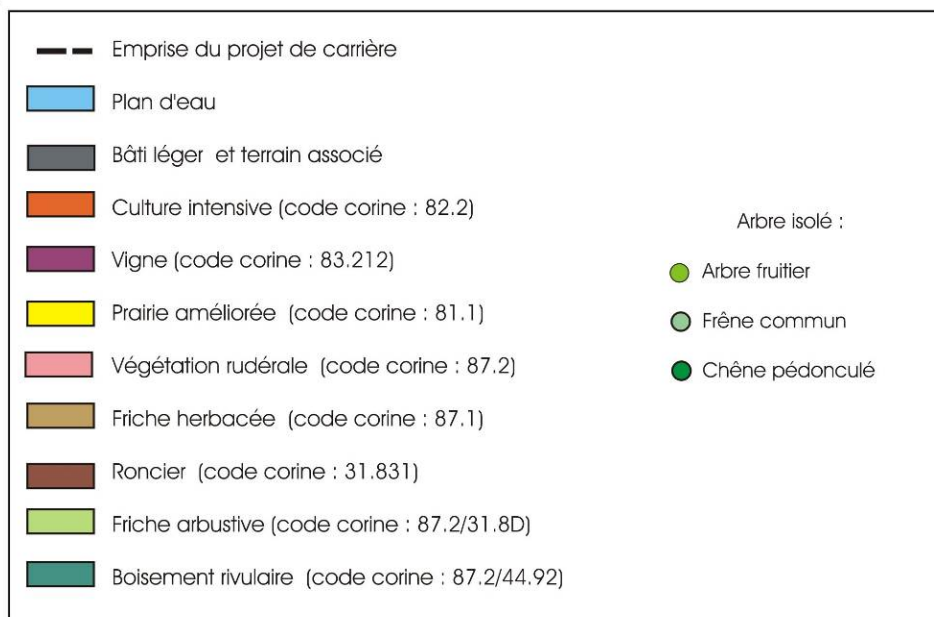 Emprise du projet de carrière
Plan d'eau
Bâti léger et terrain associé
Culture intensive (code corine : 82.2)
Vigne (code corine : 83.212)
Prairie améliorée (code corine : 81.1)
Végétation rudérale (code corine : 87.2)
Friche herbacée (code corine : 87.1)
Roncier (code corine : 31.831)
Friche arbustive (code corine : 87.2/31.8D)
Boisement rivulaire (code corine : 87.2/44.92)
Arbre isolé :
Arbre fruitier
Frêne commun
Chêne pédonculé